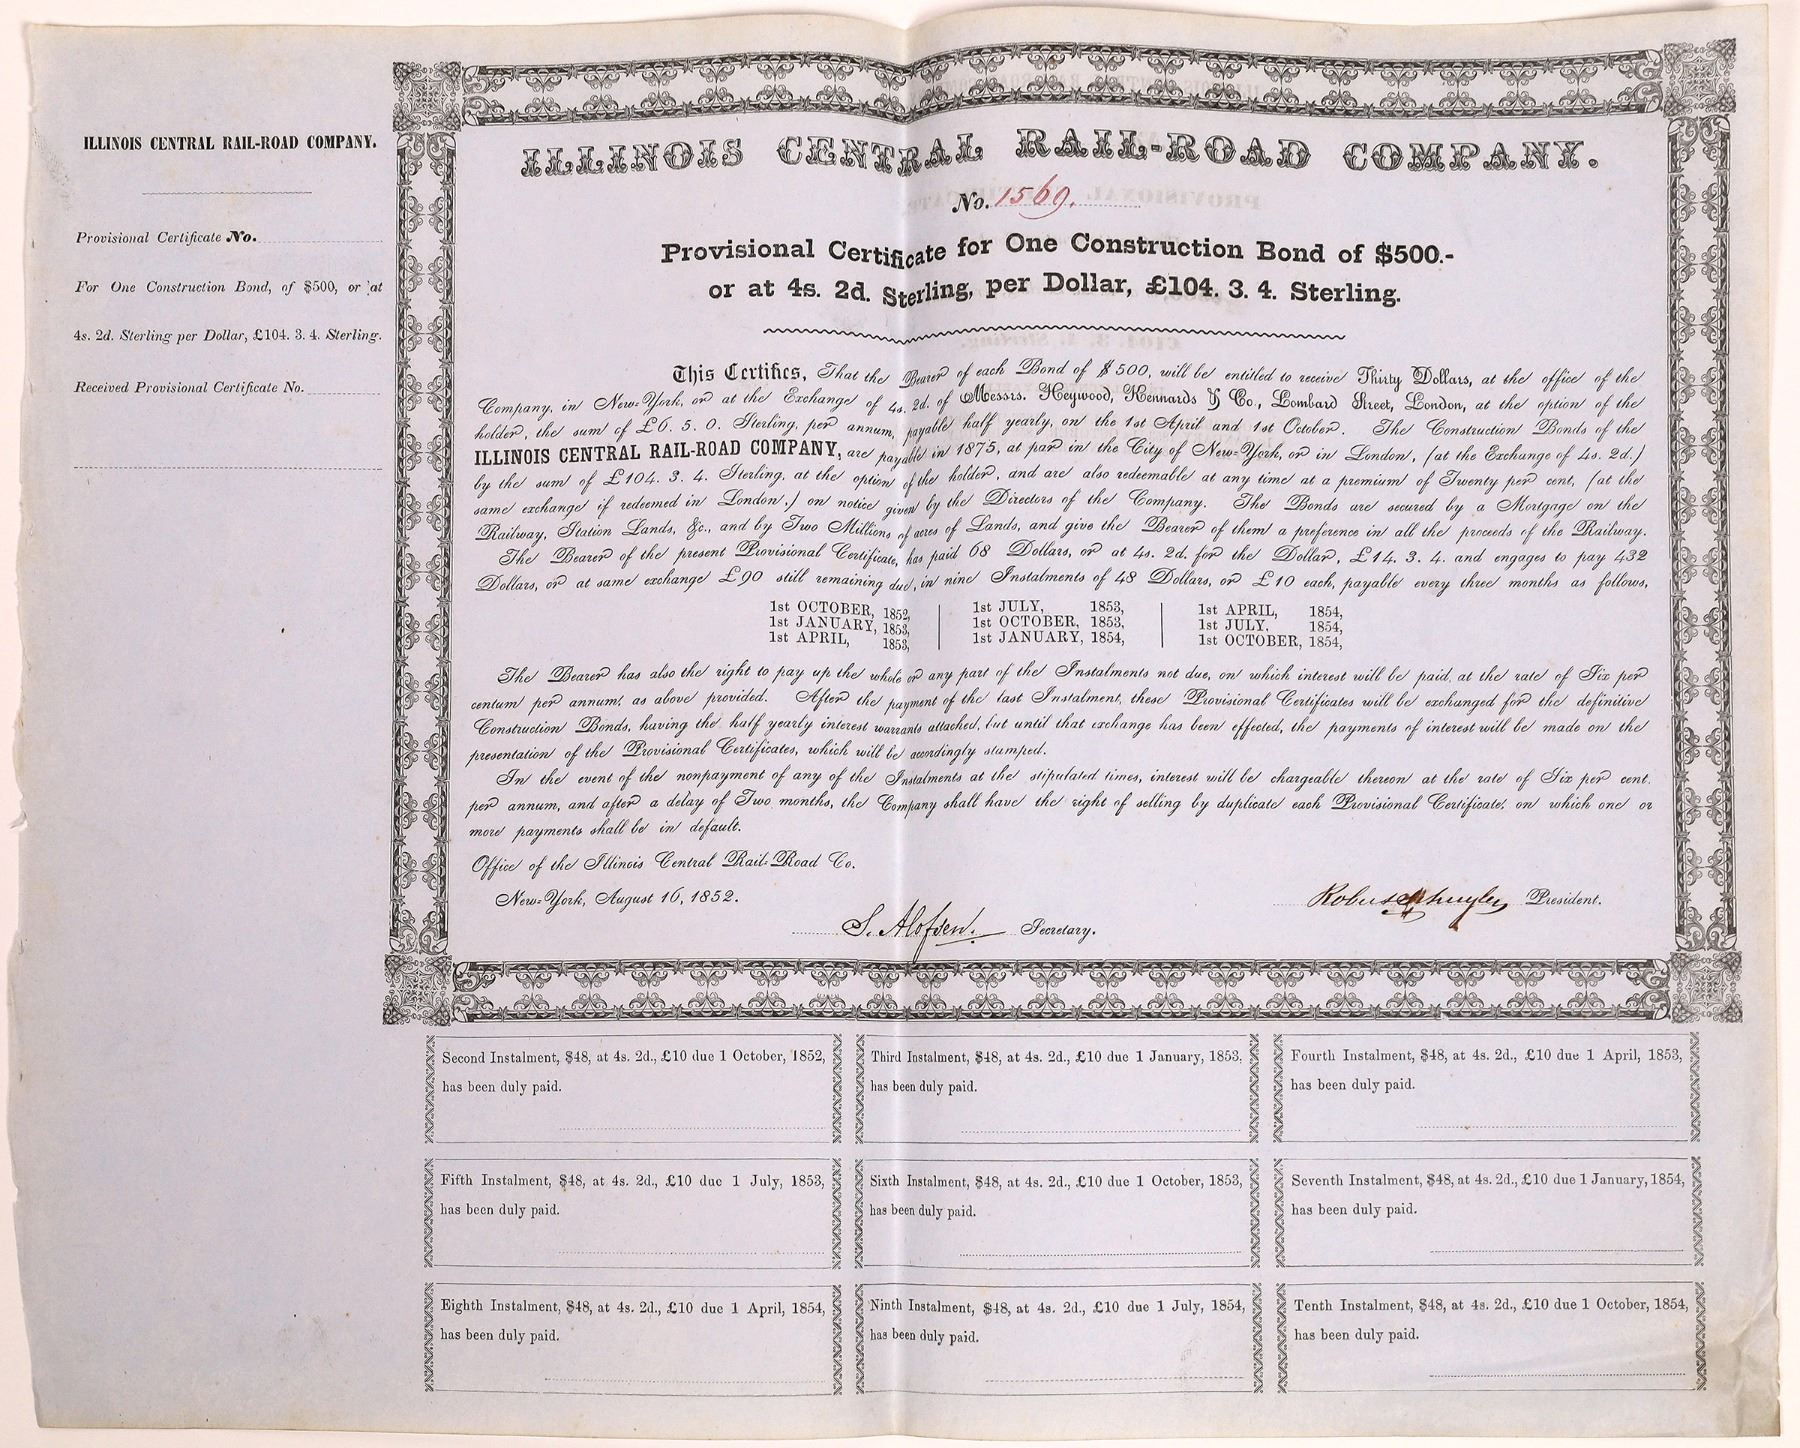 ILLINOIS CENTRAL RAIL-ROAD COMPANY.
Provisional Certificate No.
For One Construction Bond, of $500, or at
4s. 2d. Sterling per Dollar, £104. 3. 4. Sterling.
Received Provisional Certificate No.
ILLINOIS CENTRAL RAIL-ROAD COMPANY.
No. 1569.
Provisional Certificate for One Construction Bond of $500.-
or at 4s. 2d. Sterling, per Dollar, £104. 3. 4. Sterling.
This Certifies, That the Bearer of each Bond of $500, will be entitled to receive Thirty Dollars, at the office of the
Company, in New-York, or at the Exchange of 4s. 2d. of Messrs. Heywood, Kennards & Co., Lombard Street, London, at the option of the
holder, the sum of £6. 5. 0. Sterling, per annum, payable half yearly, on the 1st April and 1st October. The Construction Bonds of the
ILLINOIS CENTRAL RAIL-ROAD COMPANY, are payable in 1875, at par in the City of New-York, or in London, (at the Exchange of 4s. 2d.)
by the sum of £104. 3. 4. Sterling, at the option of the holder, and are also redeemable at any time at a premium of Twenty per cent, (at the
same exchange if redeemed in London,) on notice given by the Directors of the Company. The Bonds are secured by a Mortgage on the
Railway, Station Lands, &c., and by Two Millions of acres of Lands, and give the Bearer of them a preference in all the proceeds of the Railway.
The Bearer of the present Provisional Certificate, has paid 68 Dollars, or at 4s. 2d. for the Dollar, £14. 3. 4. and engages to pay 432
Dollars, or at same exchange £90 still remaining due, in nine Instalments of 48 Dollars, or £10 each, payable every three months as follows,
1st OCTOBER, 1852, 1st JULY, 1853, 1st APRIL, 1854,
1st JANUARY, 1853, 1st OCTOBER, 1853, 1st JULY, 1854,
1st APRIL, 1853, 1st JANUARY, 1854, 1st OCTOBER, 1854,
The Bearer has also the right to pay up the whole or any part of the Instalments not due, on which interest will be paid, at the rate of Six per
centum per annum, as above provided. After the payment of the last Instalment, these Provisional Certificates will be exchanged for the definitive
Construction Bonds, having the half yearly interest warrants attached, but until that exchange has been effected, the payments of interest will be made on the
presentation of the Provisional Certificates, which will be accordingly stamped.
In the event of the nonpayment of any of the Instalments at the stipulated times, interest will be chargeable thereon at the rate of Six per cent.
per annum, and after a delay of Two months, the Company shall have the right of selling by duplicate each Provisional Certificate, on which one or
more payments shall be in default.
Office of the Illinois Central Rail-Road Co.
New-York, August 16, 1852.
S. Alofsen. Secretary.
Robert Schuyler President.
Second Instalment, $48, at 4s. 2d., £10 due 1 October, 1852,
has been duly paid.
Third Instalment, $48, at 4s. 2d., £10 due 1 January, 1853,
has been duly paid.
Fourth Instalment, $48, at 4s. 2d., £10 due 1 April, 1853,
has been duly paid.
Fifth Instalment, $48, at 4s. 2d., £10 due 1 July, 1853,
has been duly paid.
Sixth Instalment, $48, at 4s. 2d., £10 due 1 October, 1853,
has been duly paid.
Seventh Instalment, $48, at 4s. 2d., £10 due 1 January, 1854,
has been duly paid.
Eighth Instalment, $48, at 4s. 2d., £10 due 1 April, 1854,
has been duly paid.
Ninth Instalment, $48, at 4s. 2d., £10 due 1 July, 1854,
has been duly paid.
Tenth Instalment, $48, at 4s. 2d., £10 due 1 October, 1854,
has been duly paid.